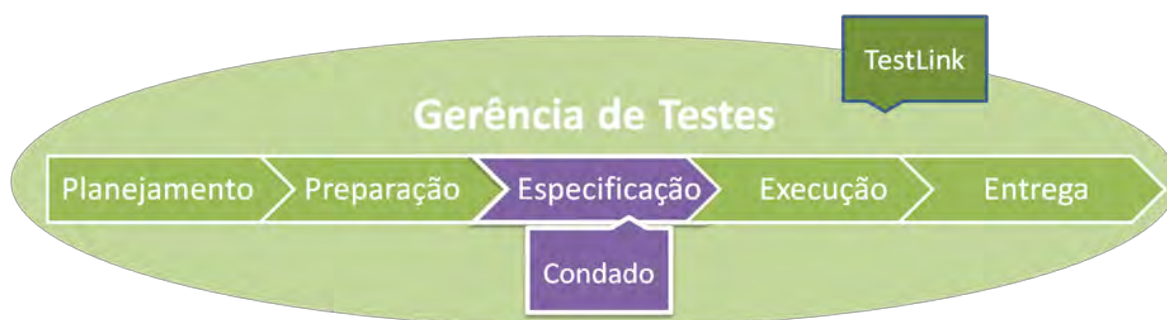 TestLink
Gerência de Testes
Planejamento Preparação Especificação Execução Entrega
Condado